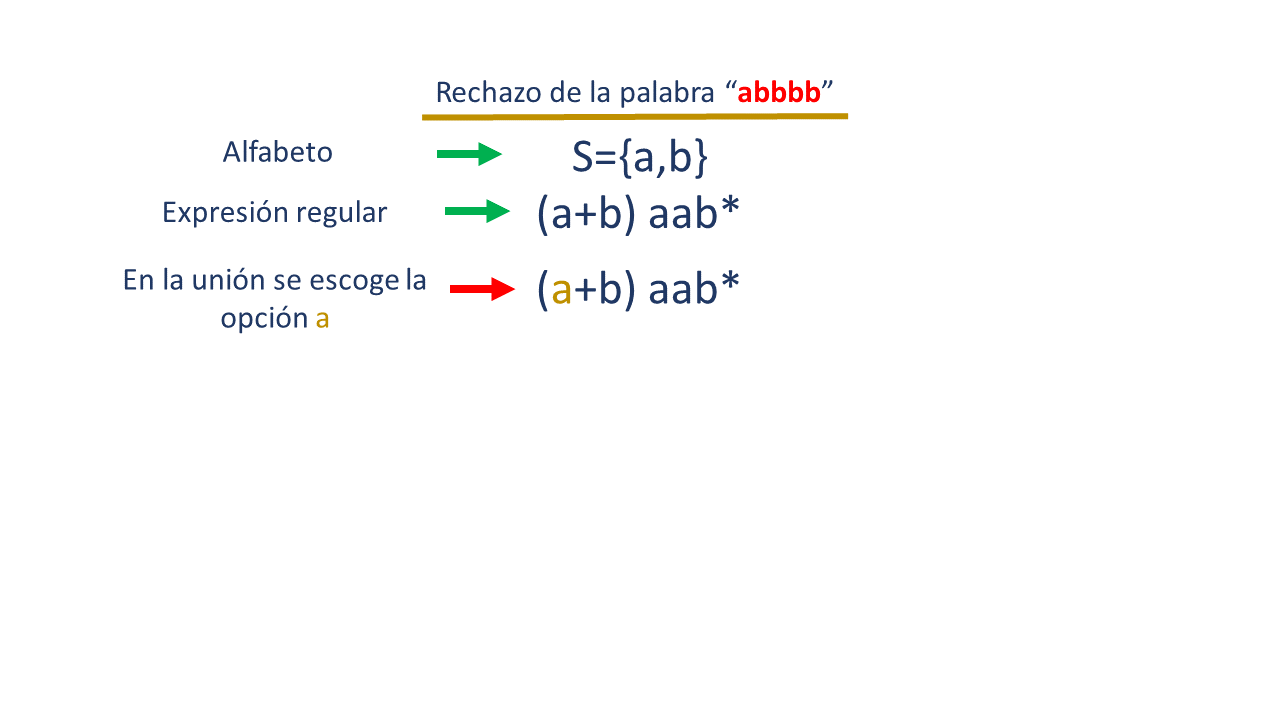 Rechazo de la palabra “abbbb”
Alfabeto
S={a,b}
Expresión regular
(a+b) aab*
En la unión se escoge la
opción a
(a+b) aab*